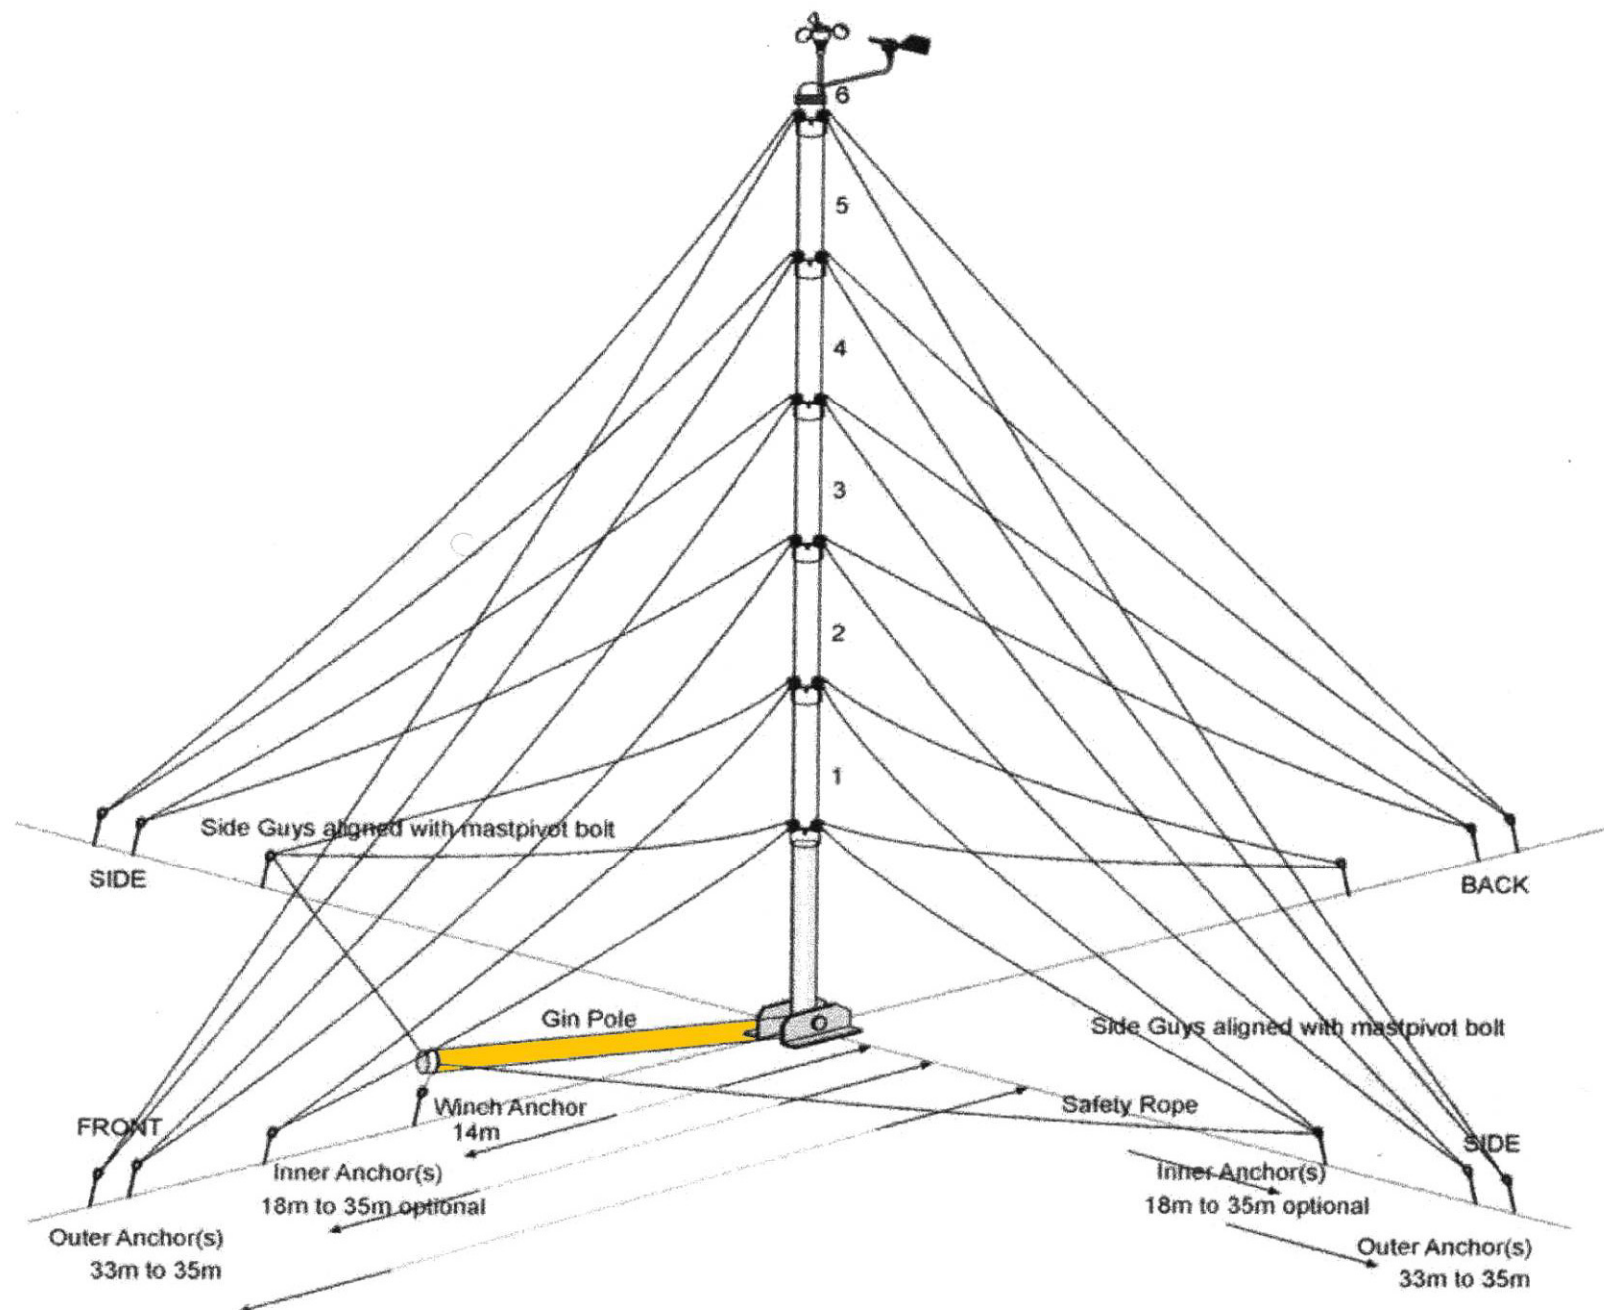 6
5
4
3
2
1
Side Guys aligned with mastpivot bolt
SIDE
BACK
Gin Pole
Side Guys aligned with mastpivot bolt
Winch Anchor
14m
Safety Rope
FRONT
SIDE
Inner Anchor(s)
18m to 35m optional
Inner Anchor(s)
18m to 35m optional
Outer Anchor(s)
33m to 35m
Outer Anchor(s)
33m to 35m